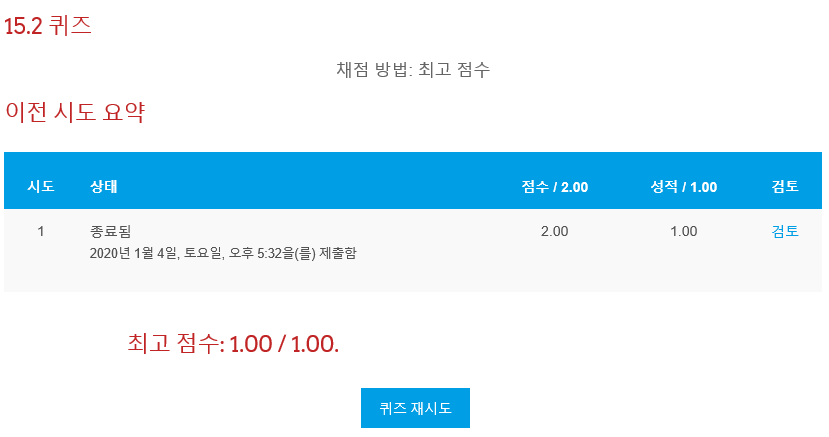 15.2 퀴즈
채점 방법: 최고 점수
이전 시도 요약
시도 상태 점수 / 2.00 성적 / 1.00 검토
1 종료됨 2.00 1.00 검토
2020년 1월 4일, 토요일, 오후 5:32을(를) 제출함
최고 점수: 1.00 / 1.00.
퀴즈 재시도